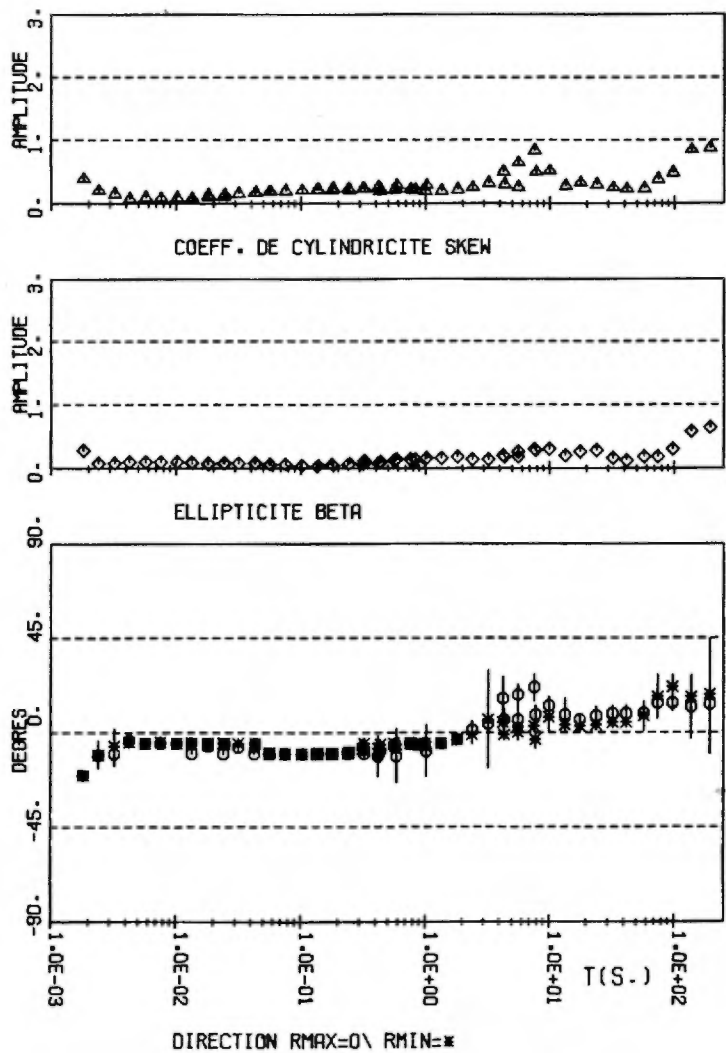 3.
2.
1.
0.
AMPLITUDE
COEFF. DE CYLINDRICITE SKEW
3.
2.
1.
0.
AMPLITUDE
ELLIPTICITE BETA
90.
45.
0.
-45.
-90.
DEGRES
1.0E-03
1.0E-02
1.0E-01
1.0E+00
1.0E+01
1.0E+02
T(S.)
DIRECTION RMAX=O\ RMIN=*